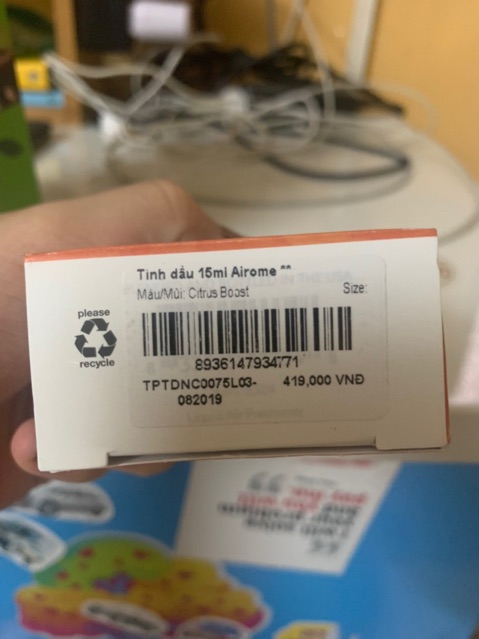 Tinh dầu 15ml Airome **
Màu/Mùi: Citrus Boost
Size:
please
recycle
8936147934771
TPTDNC0075L03-
082019
419,000 VNĐ